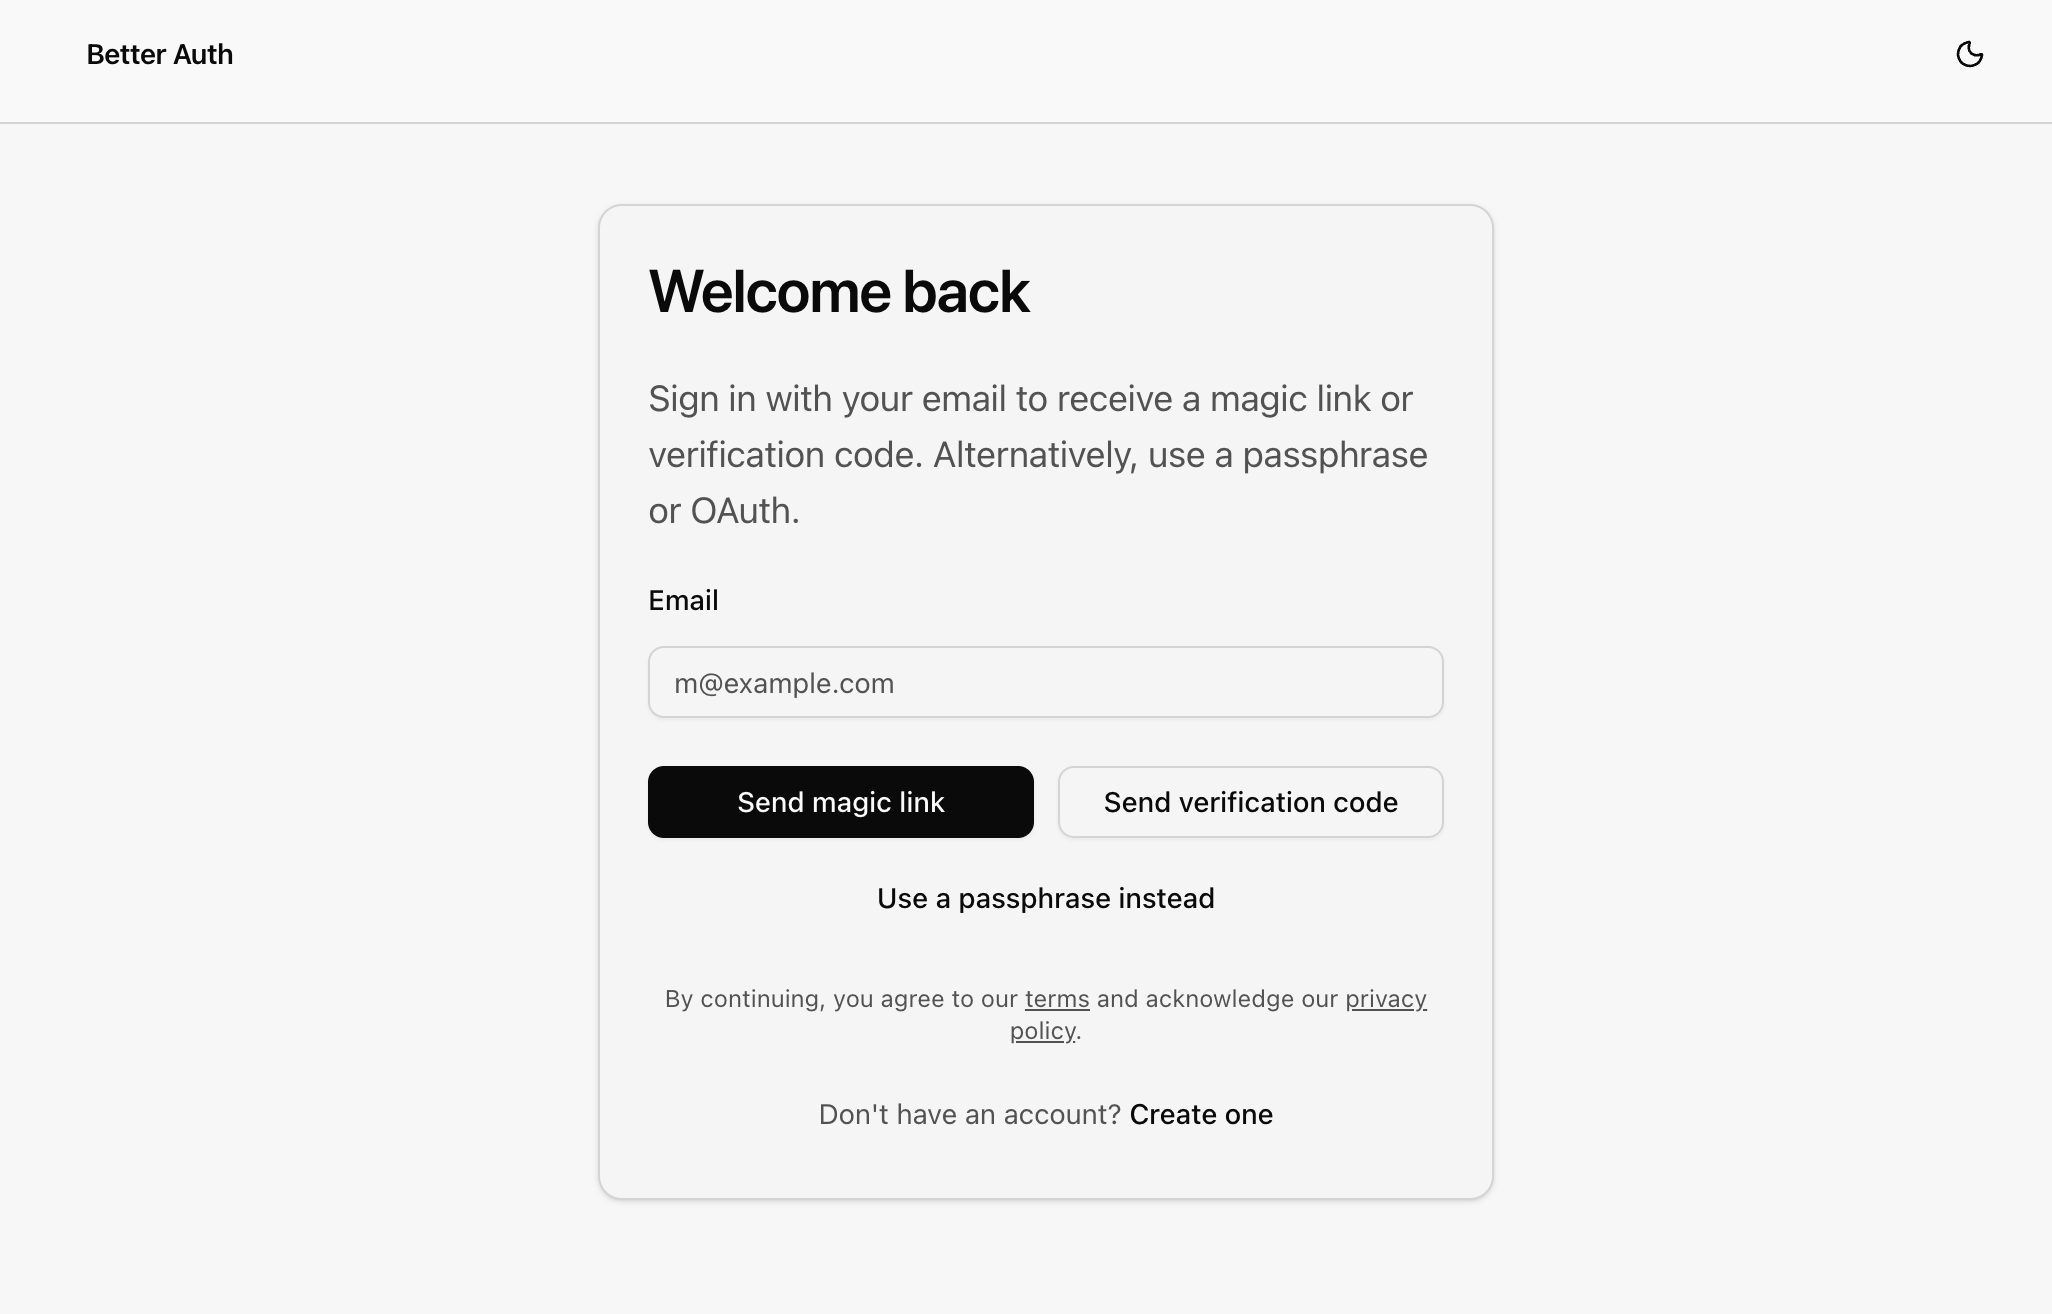 Better Auth
Welcome back
Sign in with your email to receive a magic link or
verification code. Alternatively, use a passphrase
or OAuth.
Email
m@example.com
Send magic link
Send verification code
Use a passphrase instead
By continuing, you agree to our terms and acknowledge our privacy
policy.
Don't have an account? Create one